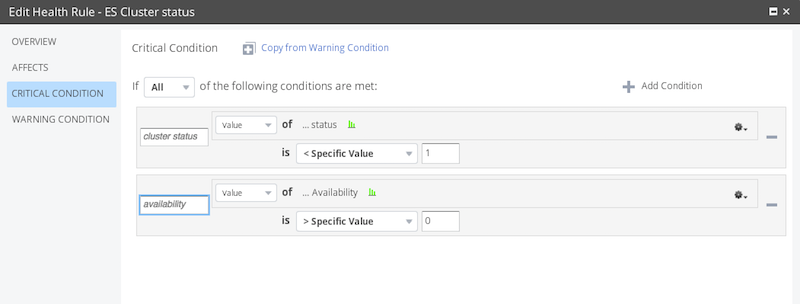 Edit Health Rule - ES Cluster status
OVERVIEW
AFFECTS
CRITICAL CONDITION
WARNING CONDITION
Critical Condition Copy from Warning Condition
If All of the following conditions are met: Add Condition
cluster status Value of ... status
is < Specific Value 1
availability Value of ... Availability
is > Specific Value 0